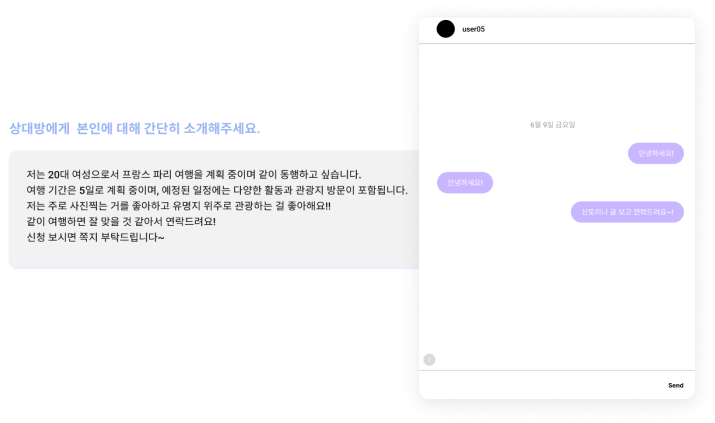 상대방에게 본인에 대해 간단히 소개해주세요.
저는 20대 여성으로서 프랑스 파리 여행을 계획 중이며 같이 동행하고 싶습니다.
여행 기간은 5일로 계획 중이며, 예정된 일정에는 다양한 활동과 관광지 방문이 포함됩니다.
저는 주로 사진찍는 거를 좋아하고 유명지 위주로 관광하는 걸 좋아해요!!
같이 여행하면 잘 맞을 것 같아서 연락드려요!
신청 보시면 쪽지 부탁드립니다~
user05
6월 9일 금요일
안녕하세요!
안녕하세요!
산토리니 글 보고 연락드려요~!
Send